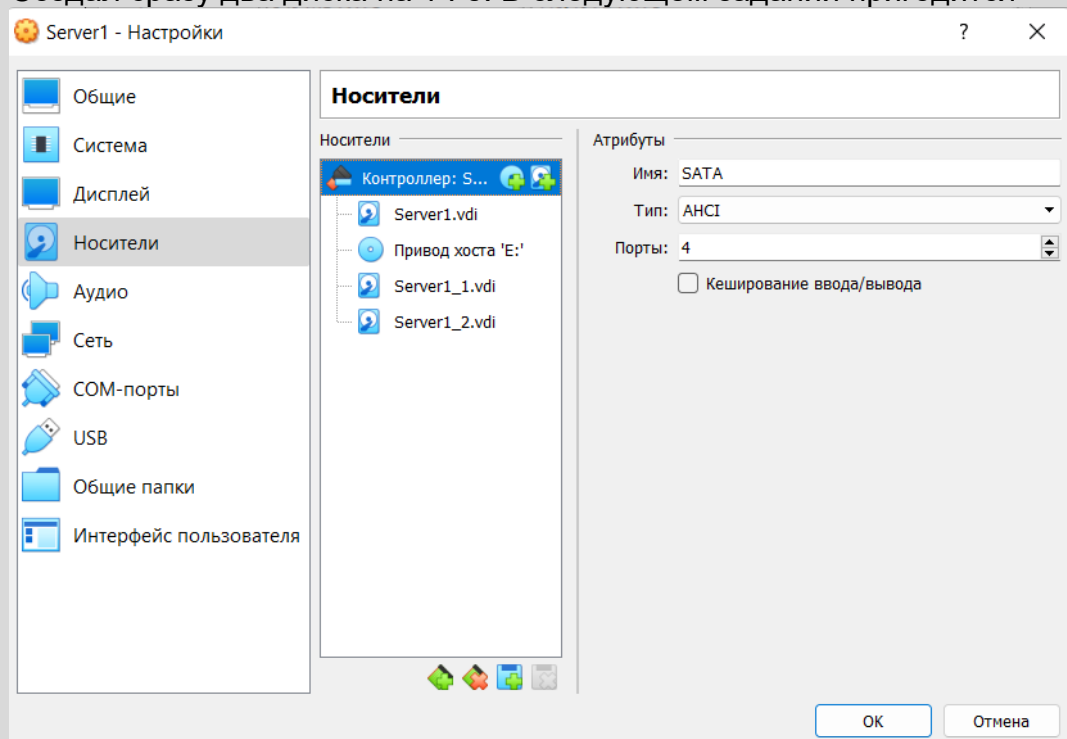 Server1 - Настройки
?
Общие
Система
Дисплей
Носители
Аудио
Сеть
COM-порты
USB
Общие папки
Интерфейс пользователя
Носители
Носители
Контроллер: S...
Server1.vdi
Привод хоста 'E:'
Server1_1.vdi
Server1_2.vdi
Атрибуты
Имя: SATA
Тип: AHCI
Порты: 4
Кеширование ввода/вывода
OK
Отмена